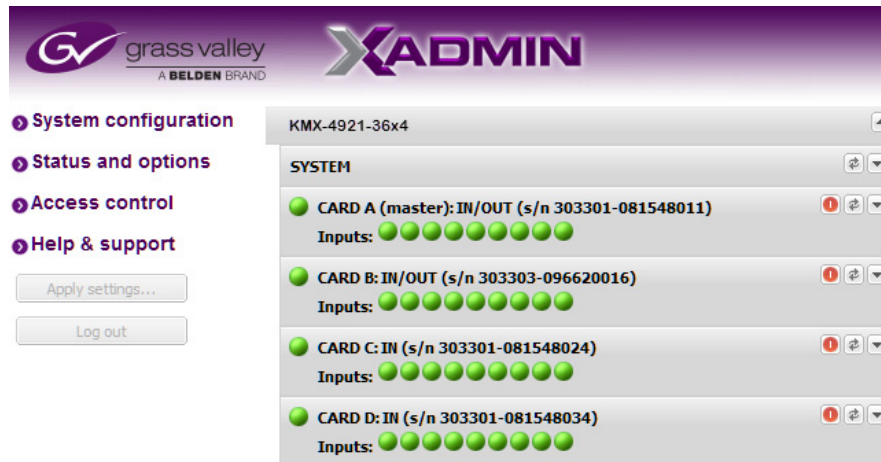 GV grass valley
A BELDEN BRAND
XADMIN
System configuration
Status and options
Access control
Help & support
Apply settings...
Log out
KMX-4921-36x4
SYSTEM
CARD A (master): IN/OUT (s/n 303301-081548011)
Inputs:
CARD B: IN/OUT (s/n 303303-096620016)
Inputs:
CARD C: IN (s/n 303301-081548024)
Inputs:
CARD D: IN (s/n 303301-081548034)
Inputs: